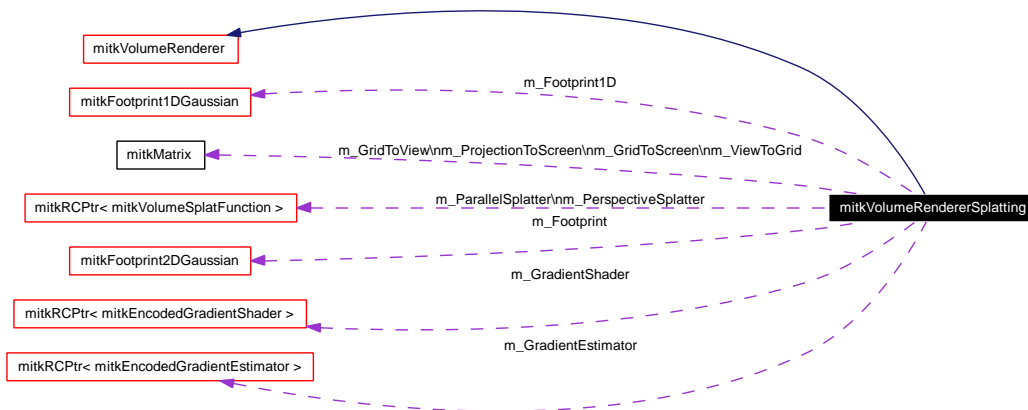 mitkVolumeRenderer
m_Footprint1D
mitkFootprint1DGaussian
m_GridToView\nm_ProjectionToScreen\nm_GridToScreen\nm_ViewToGrid
mitkMatrix
m_ParallelSplatter\nm_PerspectiveSplatter
mitkRCPtr< mitkVolumeSplatFunction >
mitkVolumeRendererSplatting
m_Footprint
mitkFootprint2DGaussian
m_GradientShader
mitkRCPtr< mitkEncodedGradientShader >
m_GradientEstimator
mitkRCPtr< mitkEncodedGradientEstimator >